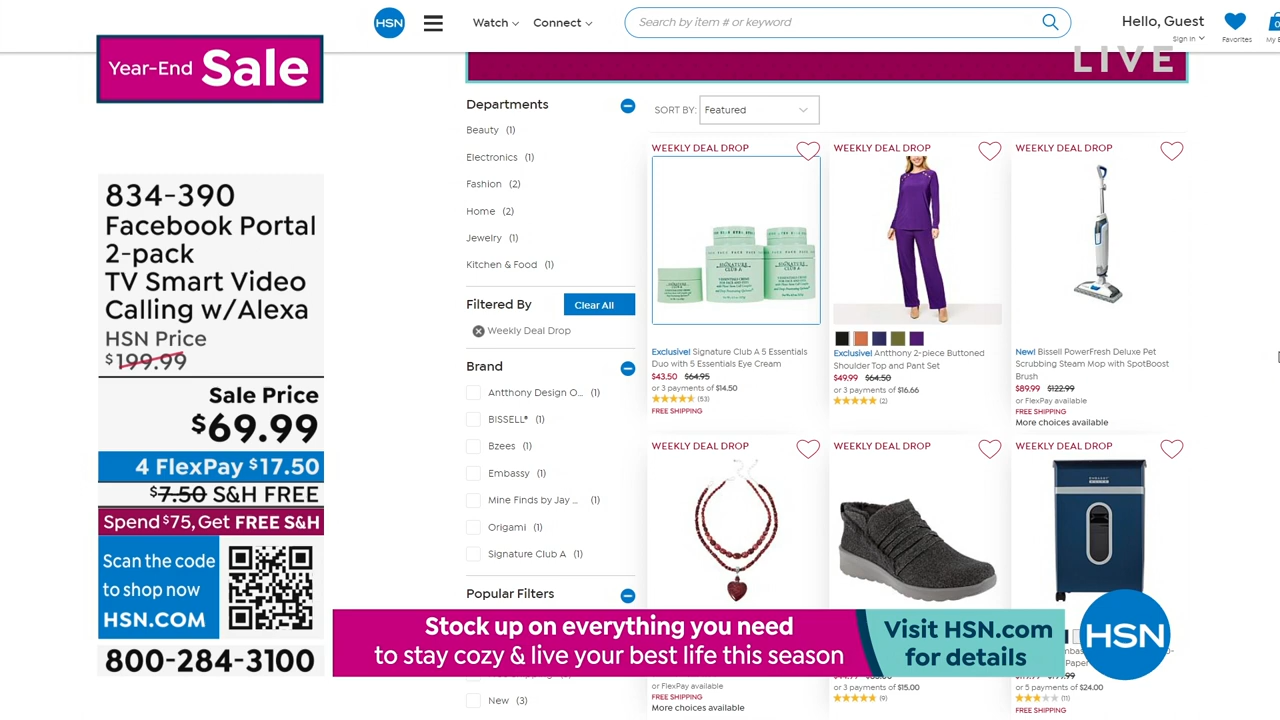 HSN
Watch
Connect
Search by item # or keyword
Hello, Guest
Sign In
Favorites
0
My
Year-End Sale
LIVE
834-390
Facebook Portal
2-pack
TV Smart Video
Calling w/Alexa
HSN Price
$199.99
Sale Price
$69.99
4 FlexPay $17.50
$7.50 S&H FREE
Spend $75, Get FREE S&H
Scan the code
to shop now
HSN.COM
800-284-3100
Departments
Beauty (1)
Electronics (1)
Fashion (2)
Home (2)
Jewelry (1)
Kitchen & Food (1)
Filtered By
Clear All
Weekly Deal Drop
Brand
Antthony Design O... (1)
BISSELL® (1)
Bzees (1)
Embassy (1)
Mine Finds by Jay ... (1)
Origami (1)
Signature Club A (1)
Popular Filters
New (3)
SORT BY: Featured
WEEKLY DEAL DROP
SIGNATURE
CLUB A
Exclusive! Signature Club A 5 Essentials
Duo with 5 Essentials Eye Cream
$43.50 $64.95
or 3 payments of $14.50
(53)
FREE SHIPPING
WEEKLY DEAL DROP
Exclusive! Antthony 2-piece Buttoned
Shoulder Top and Pant Set
$49.99 $64.50
or 3 payments of $16.66
(2)
WEEKLY DEAL DROP
New! Bissell PowerFresh Deluxe Pet
Scrubbing Steam Mop with SpotBoost
Brush
$89.99 $122.99
or FlexPay available
FREE SHIPPING
More choices available
WEEKLY DEAL DROP
or FlexPay available
FREE SHIPPING
More choices available
WEEKLY DEAL DROP
or 3 payments of $15.00
(9)
WEEKLY DEAL DROP
Paper
or 5 payments of $24.00
(11)
FREE SHIPPING
Stock up on everything you need
to stay cozy & live your best life this season
Visit HSN.com
for details
HSN